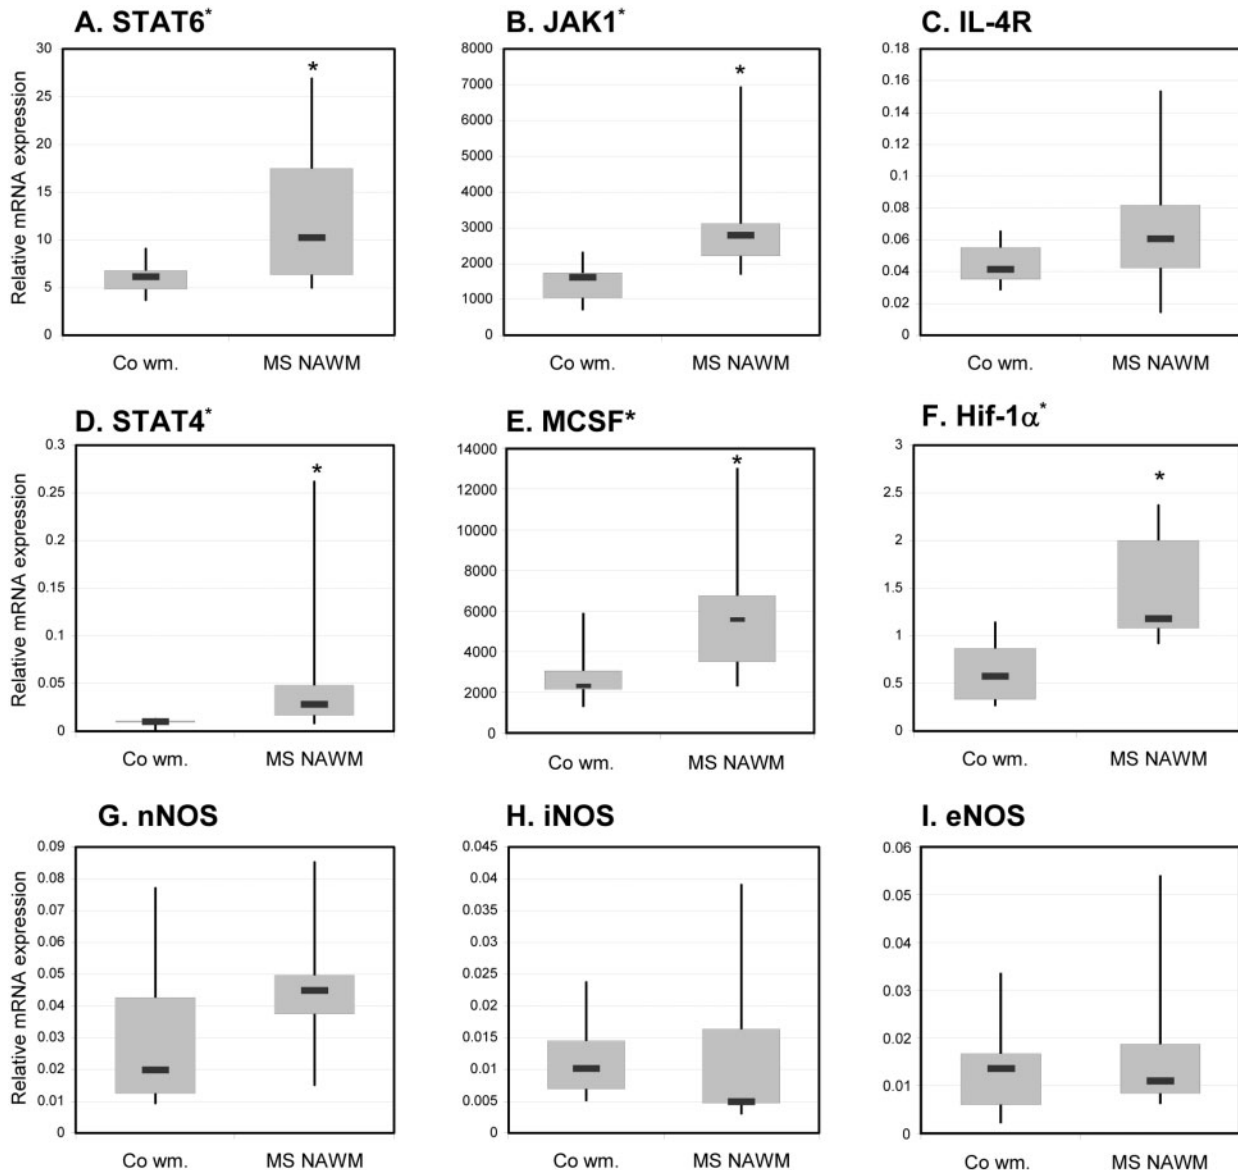 A. STAT6*
B. JAK1*
C. IL-4R
Relative mRNA expression
30
25
20
15
10
5
0
*
Co wm.
MS NAWM
8000
7000
6000
5000
4000
3000
2000
1000
0
*
Co wm.
MS NAWM
0.18
0.16
0.14
0.12
0.1
0.08
0.06
0.04
0.02
0
Co wm.
MS NAWM
D. STAT4*
E. MCSF*
F. Hif-1α*
Relative mRNA expression
0.3
0.25
0.2
0.15
0.1
0.05
0
*
Co wm.
MS NAWM
14000
12000
10000
8000
6000
4000
2000
0
*
Co wm.
MS NAWM
3
2.5
2
1.5
1
0.5
0
*
Co wm.
MS NAWM
G. nNOS
H. iNOS
I. eNOS
Relative mRNA expression
0.09
0.08
0.07
0.06
0.05
0.04
0.03
0.02
0.01
0
Co wm.
MS NAWM
0.045
0.04
0.035
0.03
0.025
0.02
0.015
0.01
0.005
0
Co wm.
MS NAWM
0.06
0.05
0.04
0.03
0.02
0.01
0
Co wm.
MS NAWM